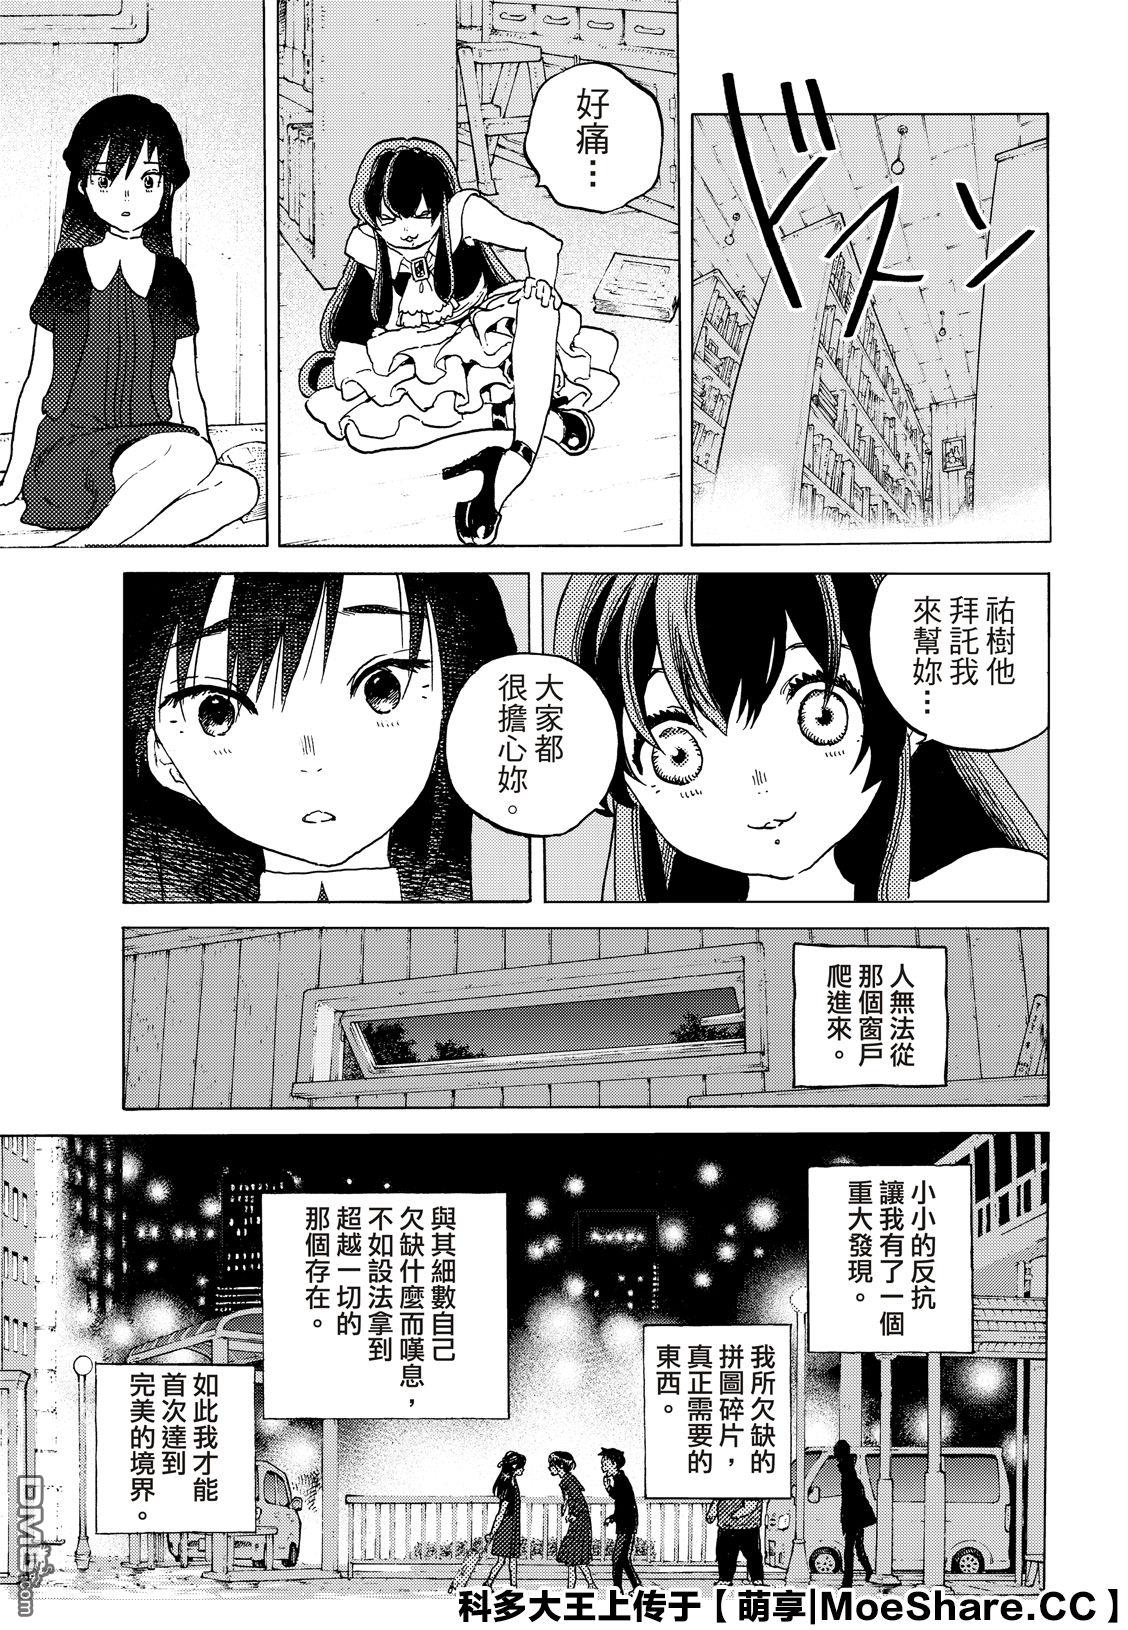 ドスン
好痛…
祐樹他
拜託我
來幫妳…
大家都
很擔心妳。
人無法從
那個窗戶
爬進來。
小小的反抗
讓我有了一個
重大發現。
我所欠缺的
拼圖碎片，
真正需要的
東西。
與其細數自己
欠缺什麼而嘆息，
不如設法拿到
超越一切的
那個存在。
如此我才能
首次達到
完美的境界。
科多大王上传于【萌享|MoeShare.CC】